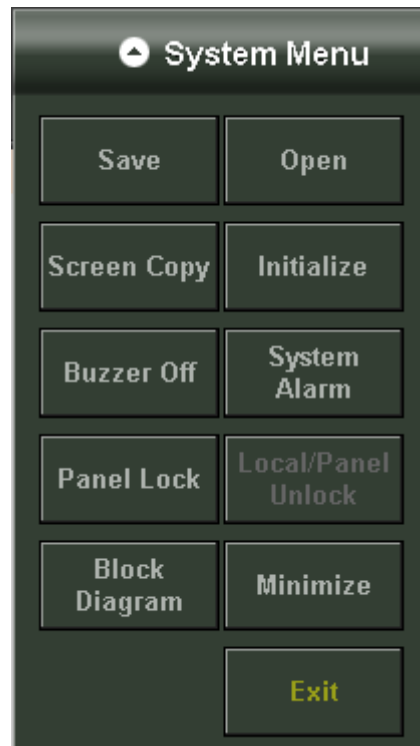 System Menu
Save
Open
Screen Copy
Initialize
Buzzer Off
System
Alarm
Panel Lock
Local/Panel
Unlock
Block
Diagram
Minimize
Exit